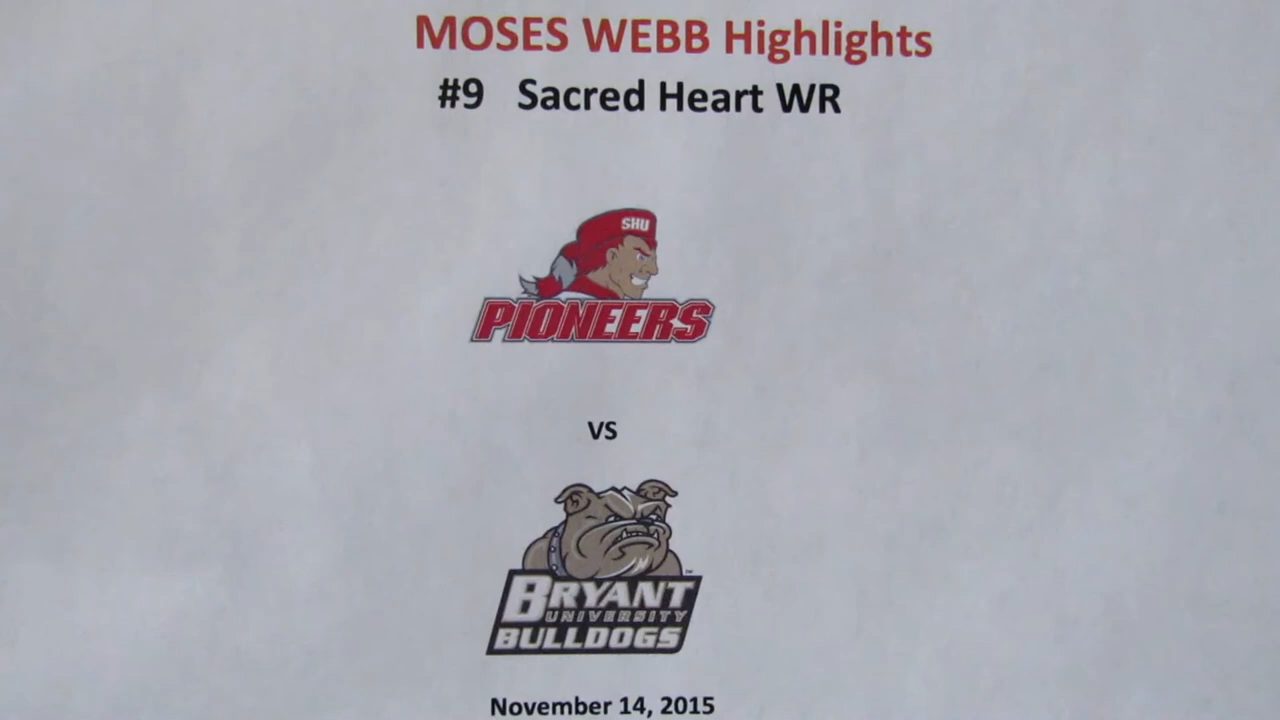 MOSES WEBB Highlights
#9 Sacred Heart WR
SHU
PIONEERS
VS
BRYANT
UNIVERSITY
BULLDOGS
November 14, 2015